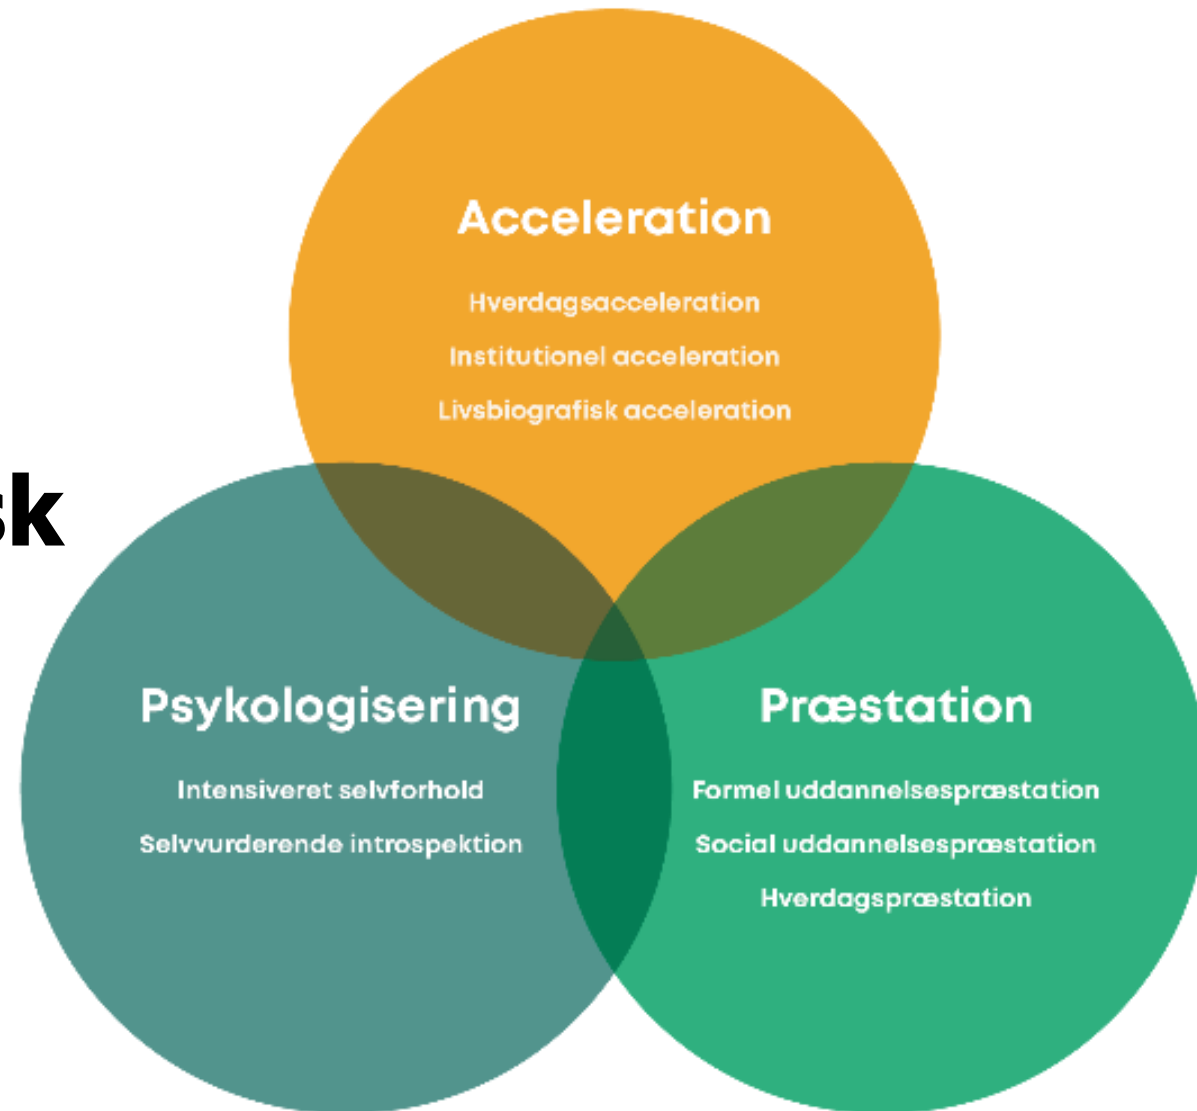 Acceleration
Hverdagsacceleration
Institutionel acceleration
Livsbiografisk acceleration
sk
Psykologisering
Intensiveret selvforhold
Selvvurderende introspektion
Præstation
Formel uddannelsespræstation
Social uddannelsespræstation
Hverdagspræstation